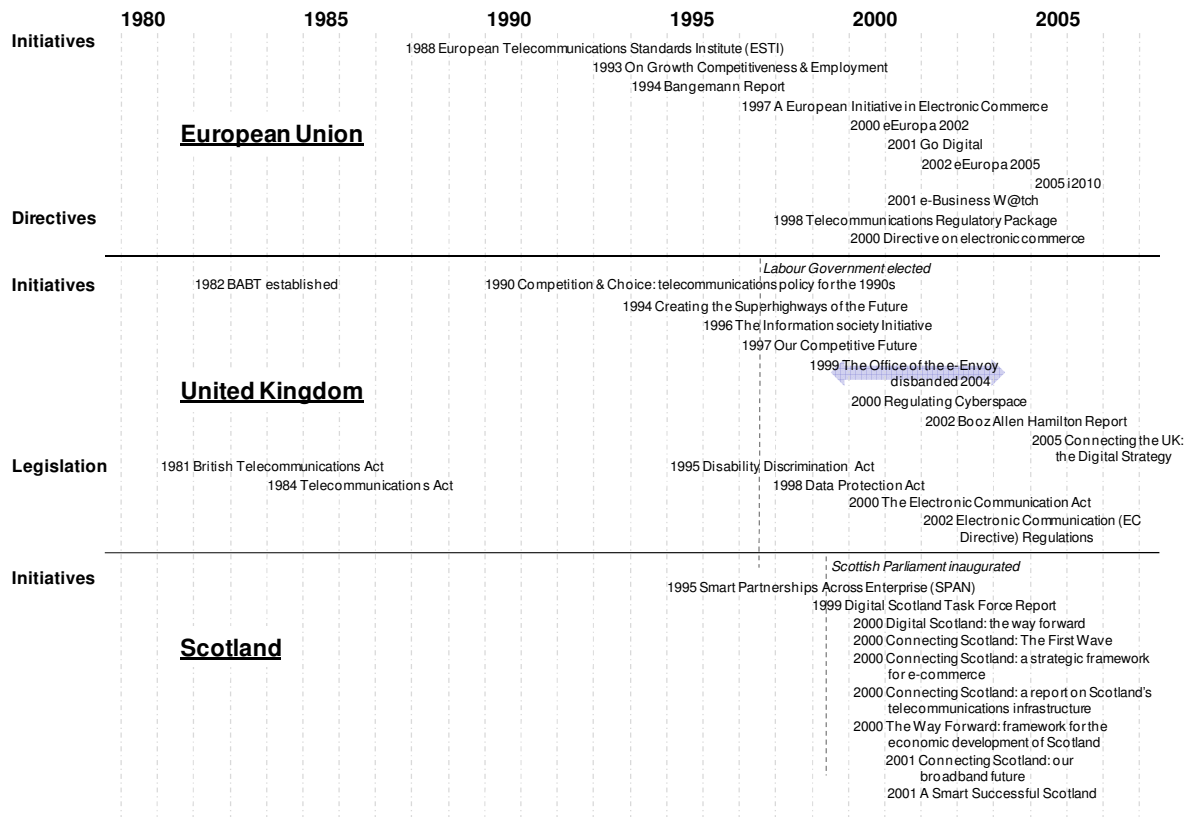 1980 1985 1990 1995 2000 2005
Initiatives
1988 European Telecommunications Standards Institute (ESTI)
1993 On Growth Competitiveness & Employment
1994 Bangemann Report
1997 A European Initiative in Electronic Commerce
2000 eEuropa 2002
European Union
2001 Go Digital
2002 eEuropa 2005
2005 i2010
2001 e-Business W@tch
Directives
1998 Telecommunications Regulatory Package
2000 Directive on electronic commerce
Labour Government elected
Initiatives
1982 BABT established
1990 Competition & Choice: telecommunications policy for the 1990s
1994 Creating the Superhighways of the Future
1996 The Information society Initiative
1997 Our Competitive Future
1999 The Office of the e-Envoy
disbanded 2004
United Kingdom
2000 Regulating Cyberspace
2002 Booz Allen Hamilton Report
2005 Connecting the UK:
the Digital Strategy
Legislation
1981 British Telecommunications Act
1995 Disability Discrimination Act
1984 Telecommunications Act
1998 Data Protection Act
2000 The Electronic Communication Act
2002 Electronic Communication (EC
Directive) Regulations
Scottish Parliament inaugurated
Initiatives
1995 Smart Partnerships Across Enterprise (SPAN)
1999 Digital Scotland Task Force Report
2000 Digital Scotland: the way forward
2000 Connecting Scotland: The First Wave
Scotland
2000 Connecting Scotland: a strategic framework
for e-commerce
2000 Connecting Scotland: a report on Scotland's
telecommunications infrastructure
2000 The Way Forward: framework for the
economic development of Scotland
2001 Connecting Scotland: our
broadband future
2001 A Smart Successful Scotland